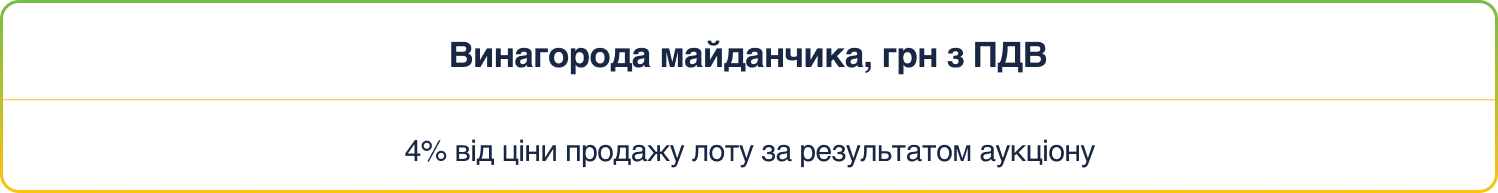 Винагорода майданчика, грн з ПДВ
4% від ціни продажу лоту за результатом аукціону